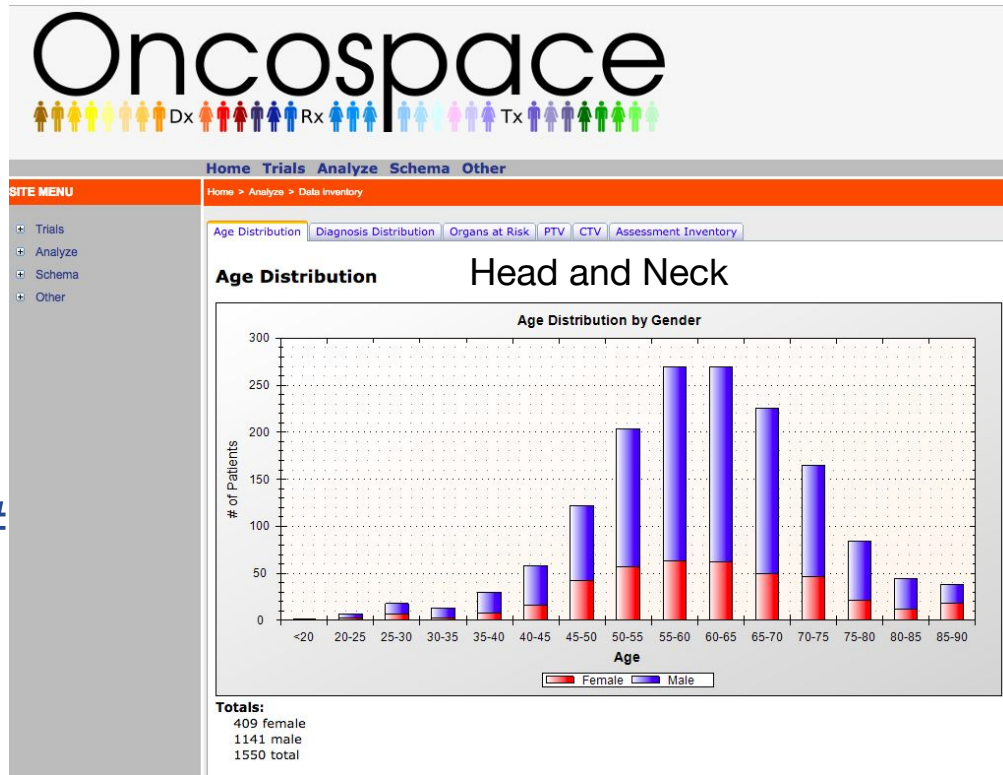 Oncospace
Dx Rx Tx
Home Trials Analyze Schema Other
SITE MENU
Home > Analyze > Data Inventory
Trials
Analyze
Schema
Other
Age Distribution Diagnosis Distribution Organs at Risk PTV CTV Assessment Inventory
Age Distribution
Head and Neck
Age Distribution by Gender
300
250
200
150
100
50
0
# of Patients
<20 20-25 25-30 30-35 35-40 40-45 45-50 50-55 55-60 60-65 65-70 70-75 75-80 80-85 85-90
Age
Female Male
Totals:
409 female
1141 male
1550 total